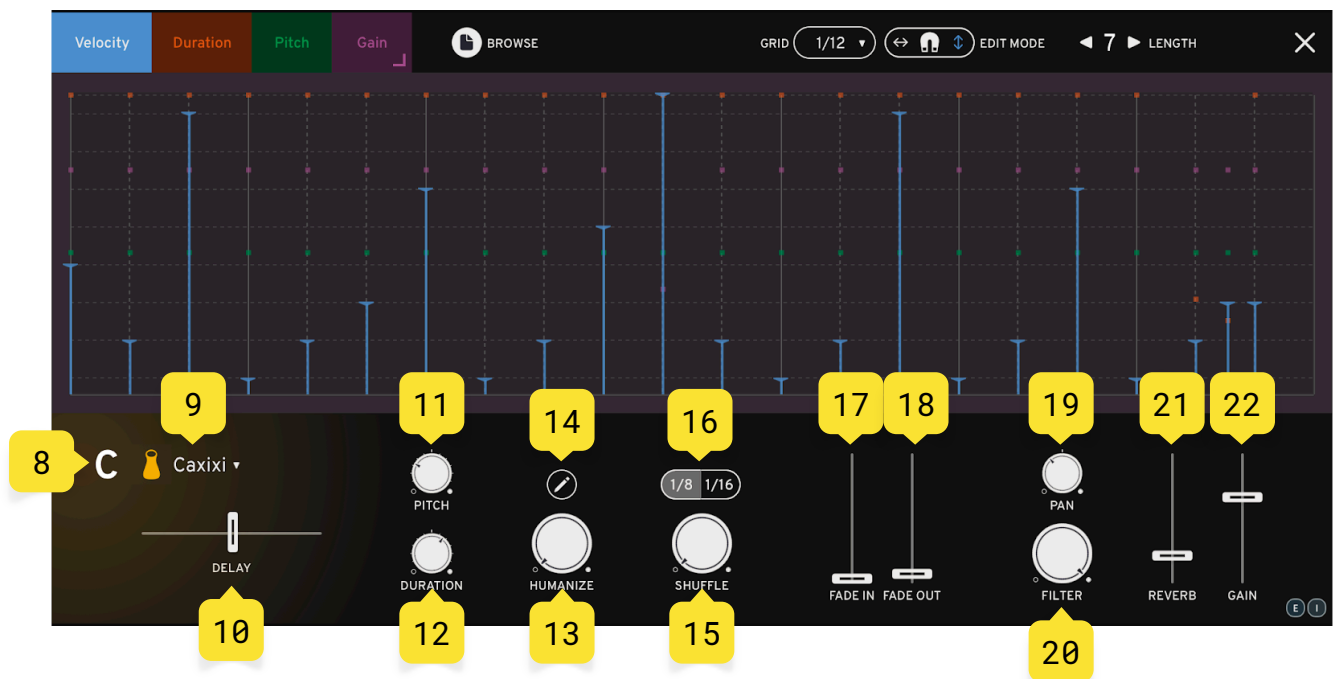 Velocity Duration Pitch Gain BROWSE GRID 1/12 ▾ EDIT MODE ◀ 7 ▶ LENGTH
9 11 14 16 17 18 19 21 22
8 C Caxixi ▾
1/8 1/16
PITCH PAN
DELAY
DURATION HUMANIZE SHUFFLE FADE IN FADE OUT FILTER REVERB GAIN
E I
10 12 13 15 20